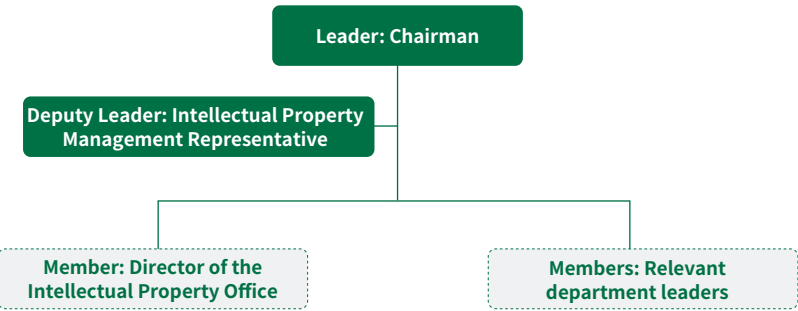 Leader: Chairman
Deputy Leader: Intellectual Property
Management Representative
Member: Director of the
Intellectual Property Office
Members: Relevant
department leaders